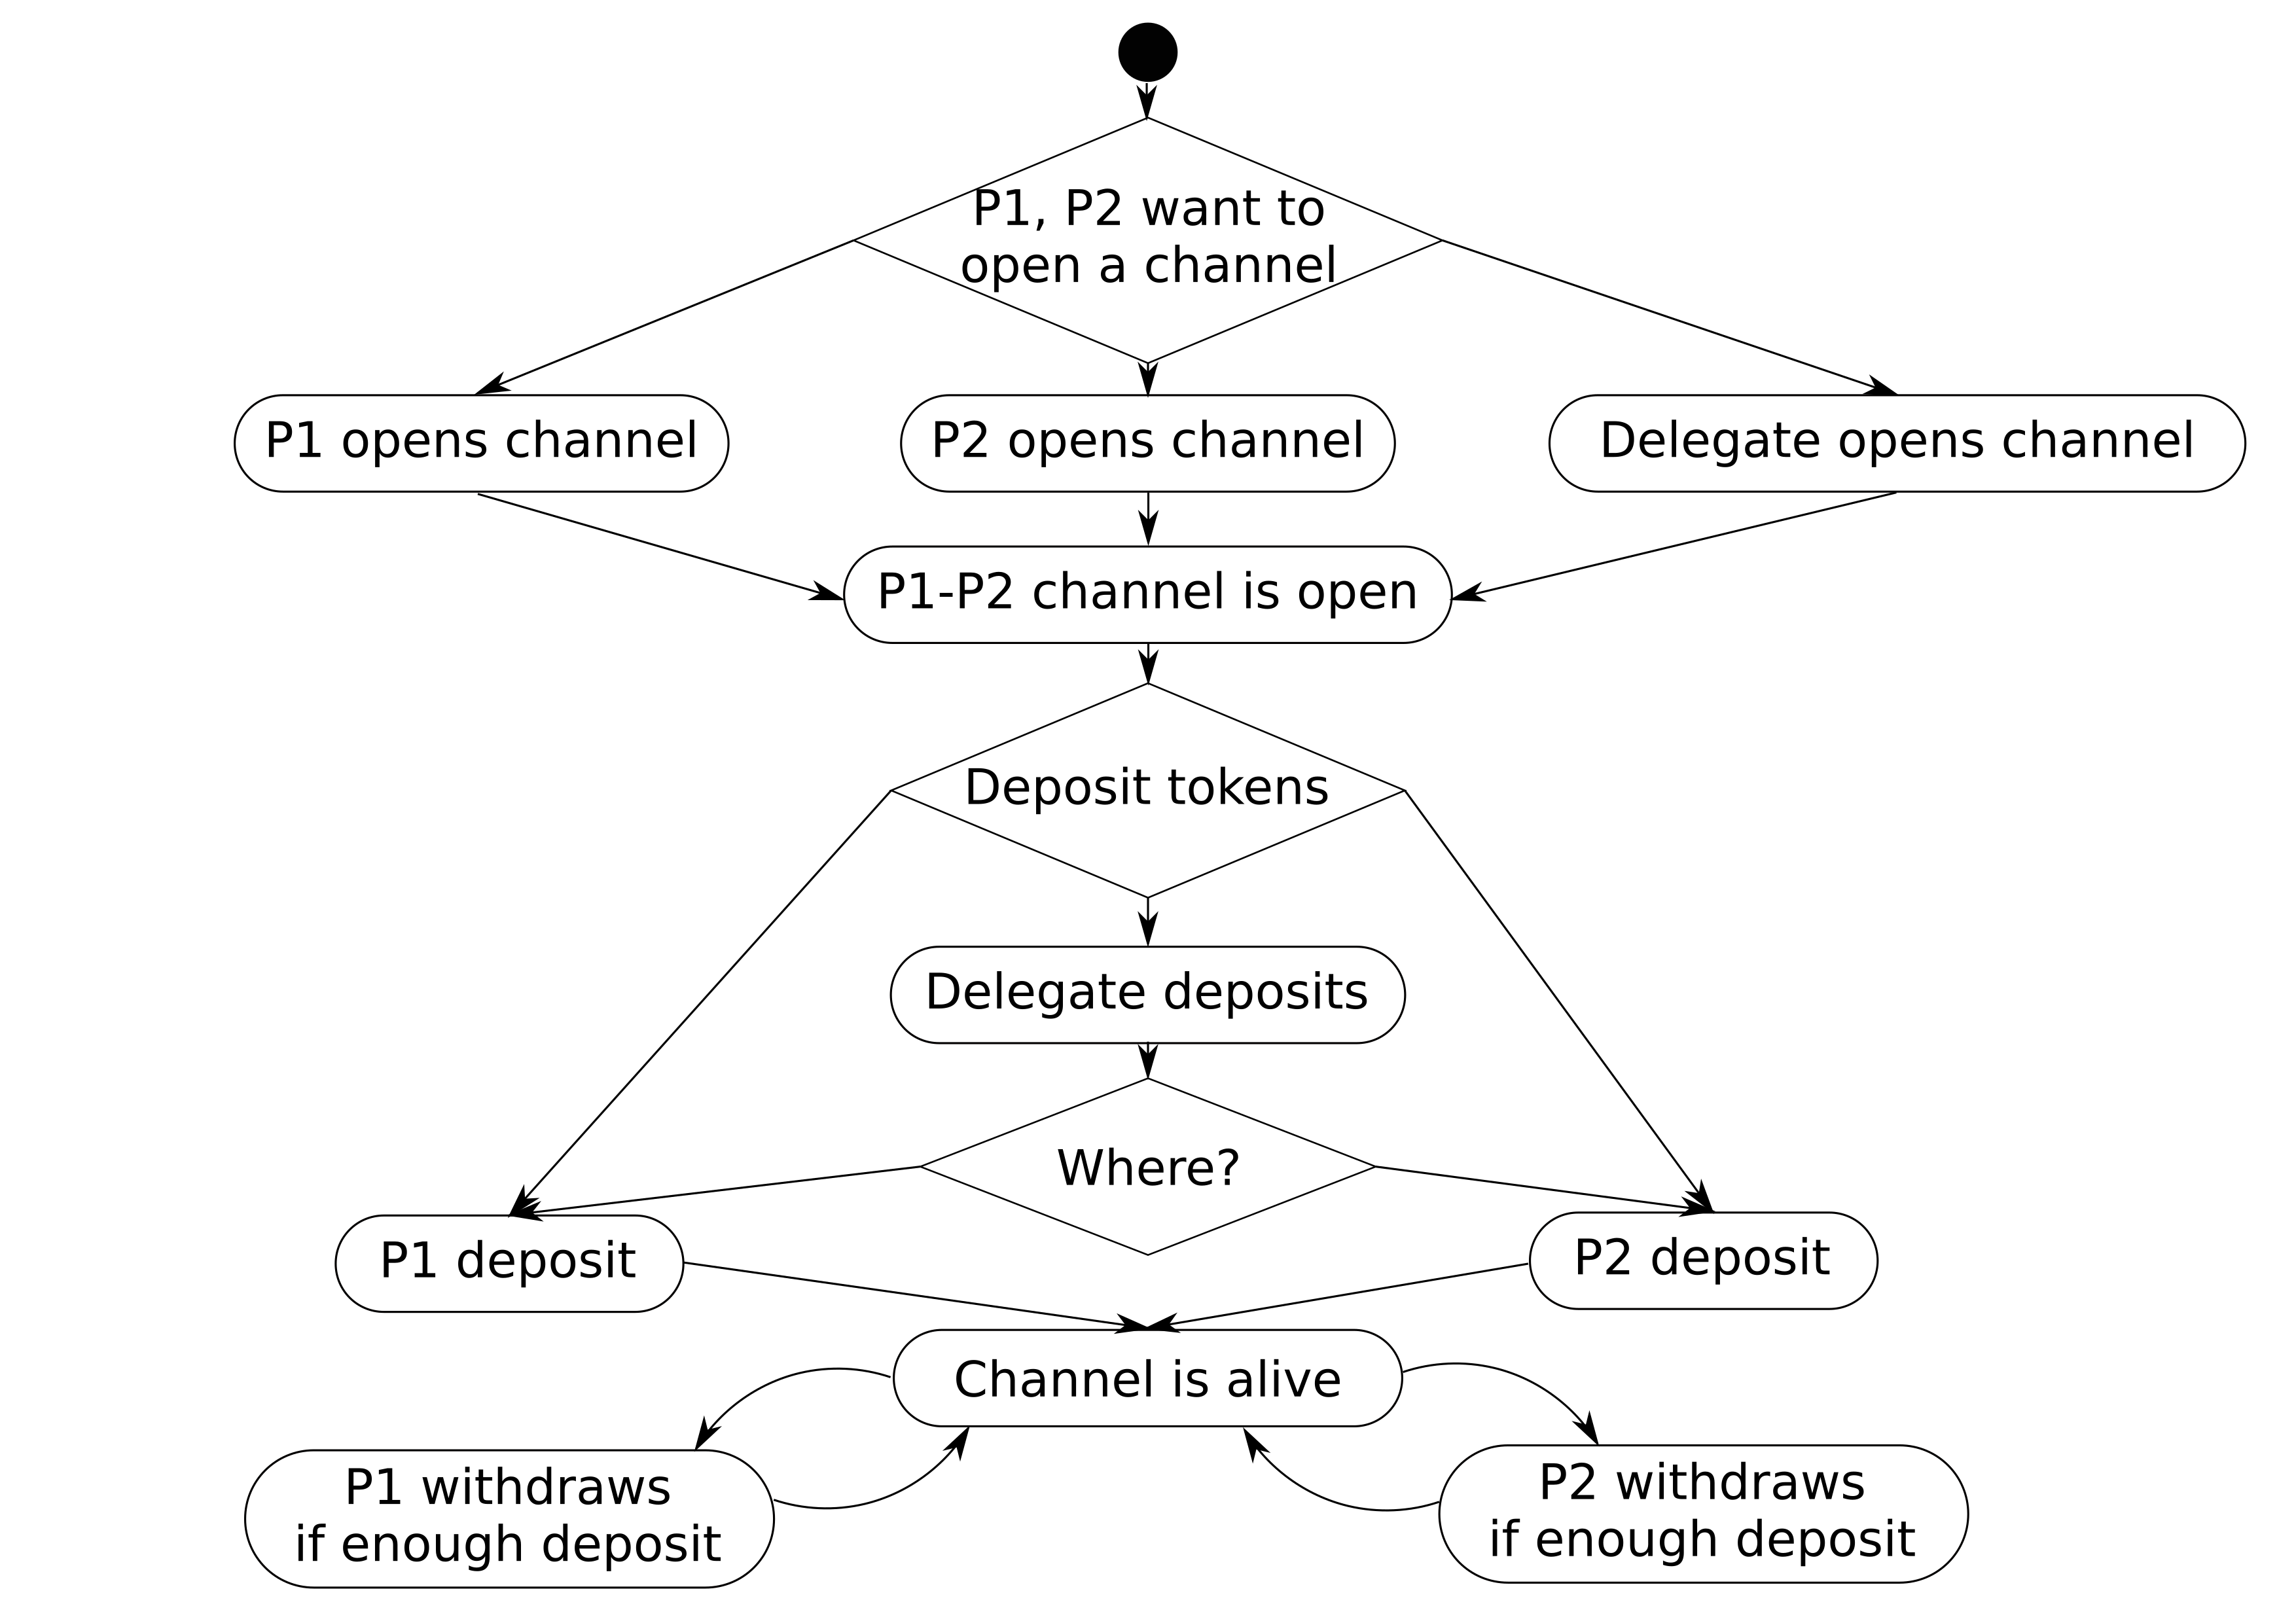 P1, P2 want to
open a channel
P1 opens channel
P2 opens channel
Delegate opens channel
P1-P2 channel is open
Deposit tokens
Delegate deposits
Where?
P1 deposit
P2 deposit
Channel is alive
P1 withdraws
if enough deposit
P2 withdraws
if enough deposit